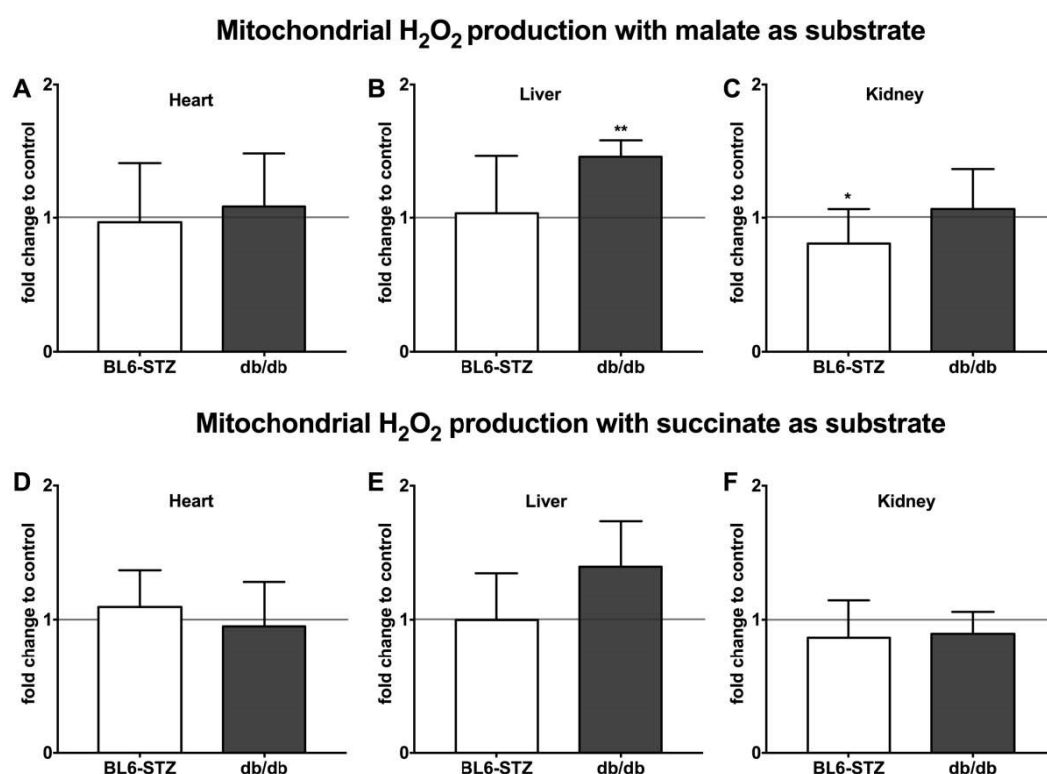 Mitochondrial H₂O₂ production with malate as substrate
A
Heart
fold change to control
2
1
0
BL6-STZ db/db
B
Liver
**
fold change to control
2
1
0
BL6-STZ db/db
C
Kidney
*
fold change to control
2
1
0
BL6-STZ db/db
Mitochondrial H₂O₂ production with succinate as substrate
D
Heart
fold change to control
2
1
0
BL6-STZ db/db
E
Liver
fold change to control
2
1
0
BL6-STZ db/db
F
Kidney
fold change to control
2
1
0
BL6-STZ db/db